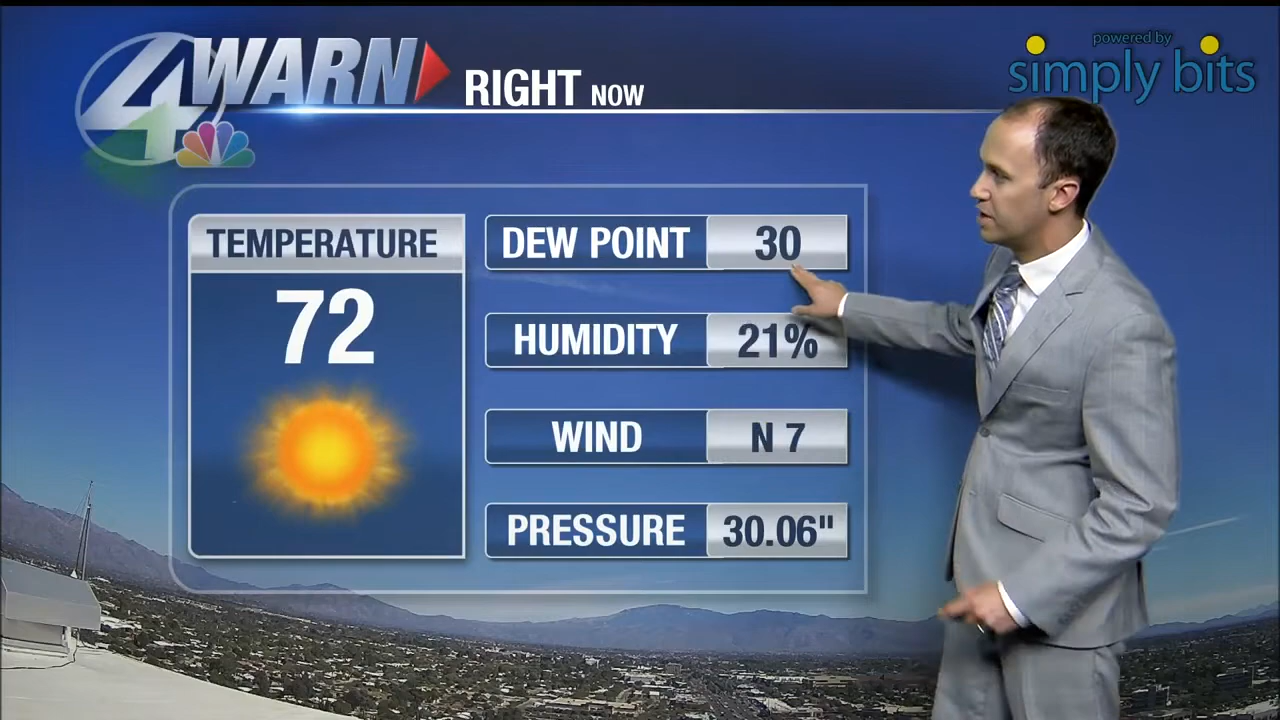 4WARN
RIGHT NOW
powered by
simply bits
TEMPERATURE
72
DEW POINT 30
HUMIDITY 21%
WIND N 7
PRESSURE 30.06"